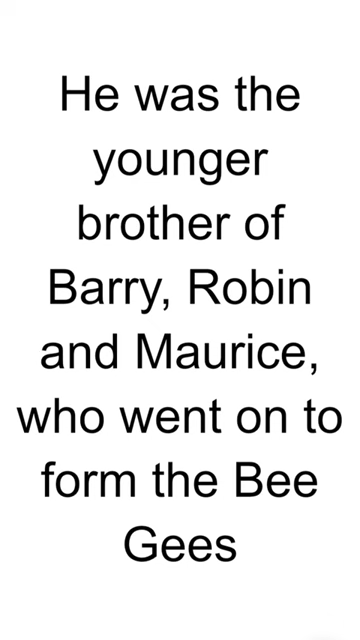 He was the
younger
brother of
Barry, Robin
and Maurice,
who went on to
form the Bee
Gees